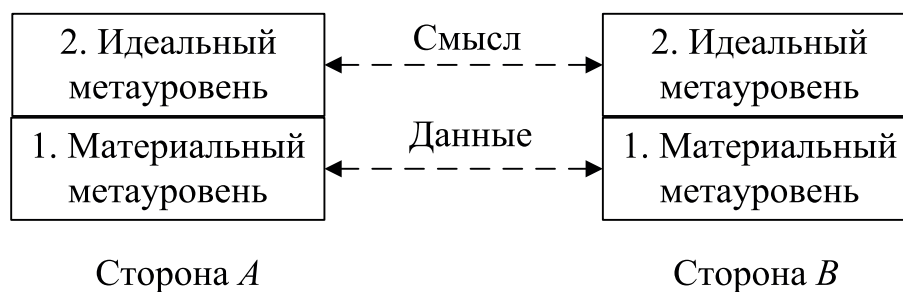 2. Идеальный
метауровень
Смысл
2. Идеальный
метауровень
1. Материальный
метауровень
Данные
1. Материальный
метауровень
Сторона A
Сторона B